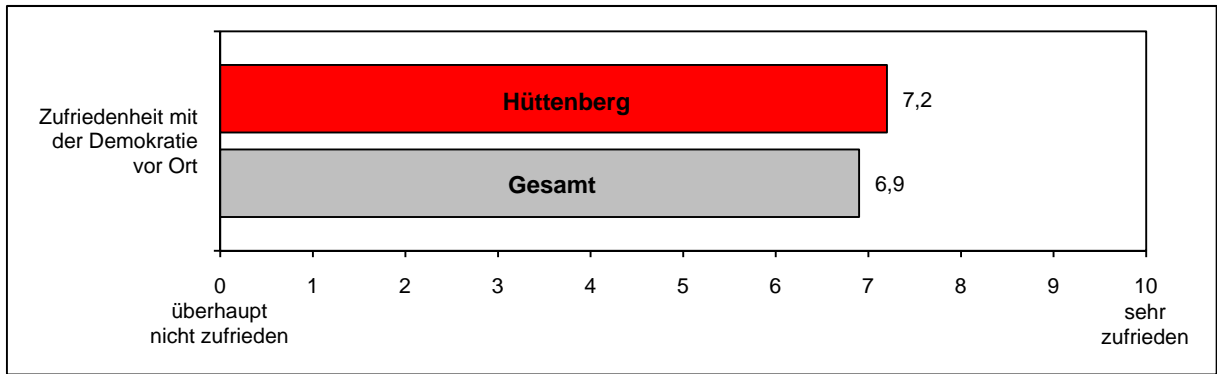 Zufriedenheit mit
der Demokratie
vor Ort
Hüttenberg
7,2
Gesamt
6,9
0 1 2 3 4 5 6 7 8 9 10
überhaupt
nicht zufrieden
sehr
zufrieden